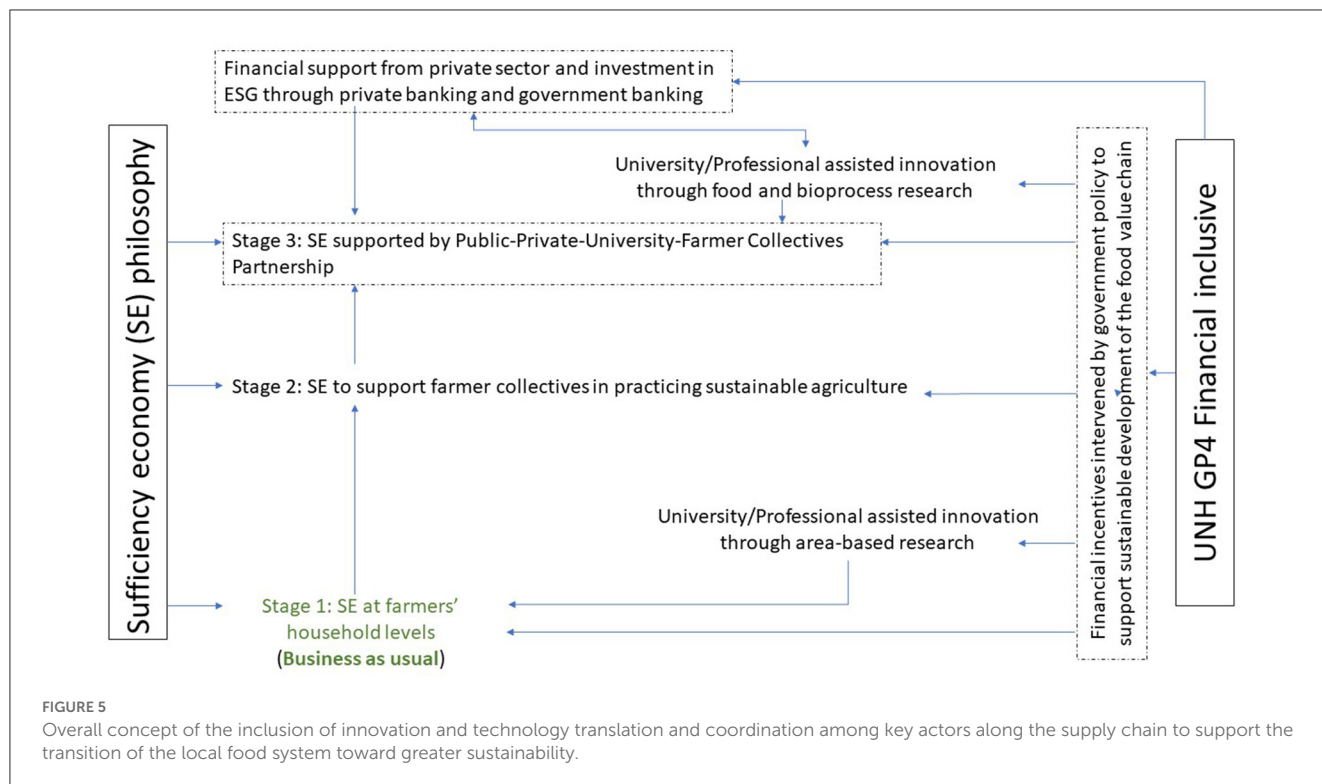 Financial support from private sector and investment in
ESG through private banking and government banking
University/Professional assisted innovation
through food and bioprocess research
Stage 3: SE supported by Public-Private-University-Farmer Collectives
Partnership
Stage 2: SE to support farmer collectives in practicing sustainable agriculture
University/Professional assisted innovation
through area-based research
Stage 1: SE at farmers’
household levels
(Business as usual)
Sufficiency economy (SE) philosophy
Financial incentives intervened by government policy to
support sustainable development of the food value chain
UNH GP4 Financial inclusive
FIGURE 5
Overall concept of the inclusion of innovation and technology translation and coordination among key actors along the supply chain to support the
transition of the local food system toward greater sustainability.